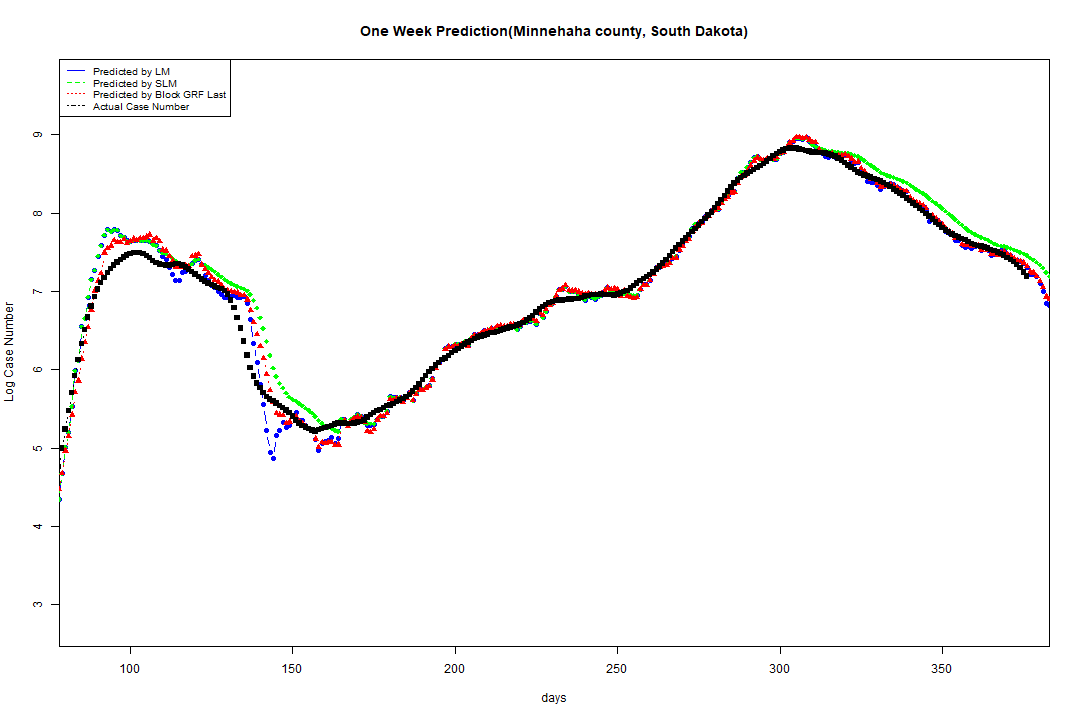 One Week Prediction(Minnehaha county, South Dakota)
Predicted by LM
Predicted by SLM
Predicted by Block GRF Last
Actual Case Number
9
8
7
6
5
4
3
Log Case Number
100 150 200 250 300 350
days